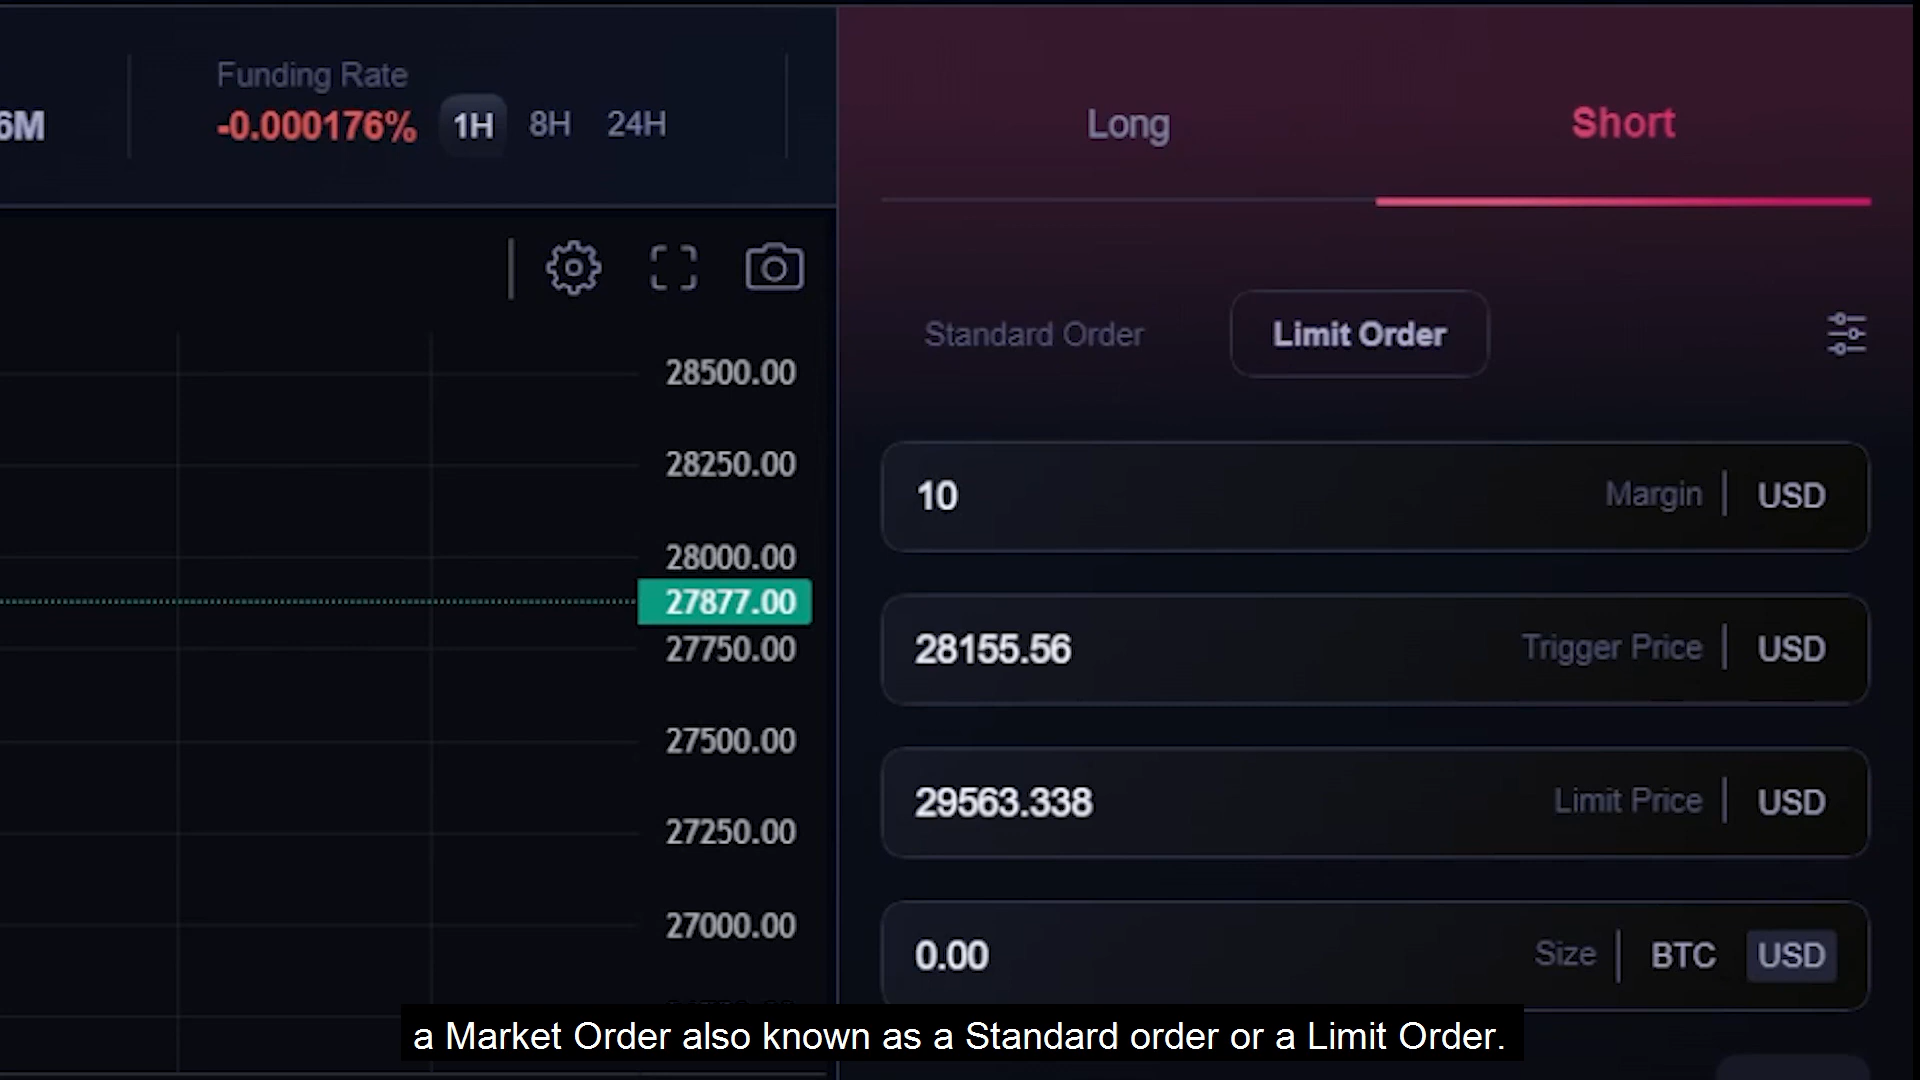 Funding Rate
6M
-0.000176% 1H 8H 24H
Long Short
Standard Order Limit Order
28500.00
28250.00
28000.00
27877.00
27750.00
27500.00
27250.00
27000.00
10 Margin USD
28155.56 Trigger Price USD
29563.338 Limit Price USD
0.00 Size BTC USD
a Market Order also known as a Standard order or a Limit Order.